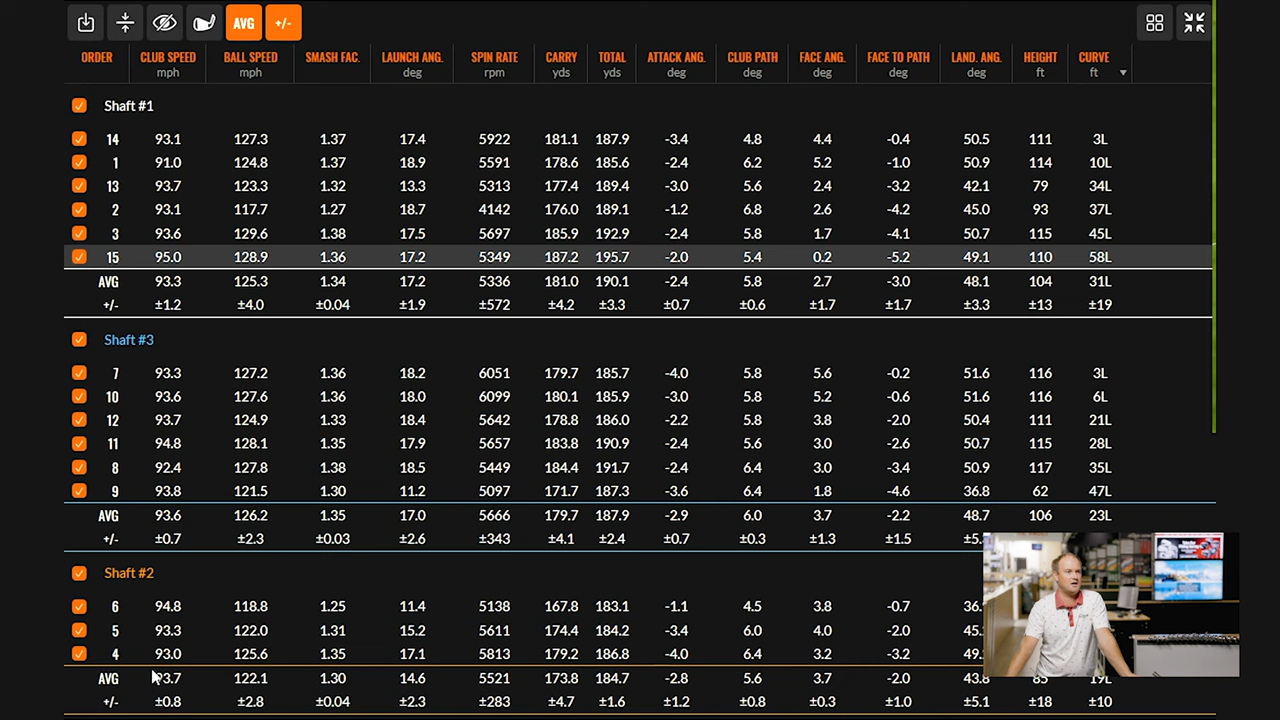 AVG +/-
ORDER CLUB SPEED BALL SPEED SMASH FAC. LAUNCH ANG. SPIN RATE CARRY TOTAL ATTACK ANG. CLUB PATH FACE ANG. FACE TO PATH LAND. ANG. HEIGHT CURVE
mph mph deg rpm yds yds deg deg deg deg deg ft ft
Shaft #1
14 93.1 127.3 1.37 17.4 5922 181.1 187.9 -3.4 4.8 4.4 -0.4 50.5 111 3L
1 91.0 124.8 1.37 18.9 5591 178.6 185.6 -2.4 6.2 5.2 -1.0 50.9 114 10L
13 93.7 123.3 1.32 13.3 5313 177.4 189.4 -3.0 5.6 2.4 -3.2 42.1 79 34L
2 93.1 117.7 1.27 18.7 4142 176.0 189.1 -1.2 6.8 2.6 -4.2 45.0 93 37L
3 93.6 129.6 1.38 17.5 5697 185.9 192.9 -2.4 5.8 1.7 -4.1 50.7 115 45L
15 95.0 128.9 1.36 17.2 5349 187.2 195.7 -2.0 5.4 0.2 -5.2 49.1 110 58L
AVG 93.3 125.3 1.34 17.2 5336 181.0 190.1 -2.4 5.8 2.7 -3.0 48.1 104 31L
+/- ±1.2 ±4.0 ±0.04 ±1.9 ±572 ±4.2 ±3.3 ±0.7 ±0.6 ±1.7 ±1.7 ±3.3 ±13 ±19
Shaft #3
7 93.3 127.2 1.36 18.2 6051 179.7 185.7 -4.0 5.8 5.6 -0.2 51.6 116 3L
10 93.6 127.6 1.36 18.0 6099 180.1 185.9 -3.0 5.8 5.2 -0.6 51.6 116 6L
12 93.7 124.9 1.33 18.4 5642 178.8 186.0 -2.2 5.8 3.8 -2.0 50.4 111 21L
11 94.8 128.1 1.35 17.9 5657 183.8 190.9 -2.4 5.6 3.0 -2.6 50.7 115 28L
8 92.4 127.8 1.38 18.5 5449 184.4 191.7 -2.4 6.4 3.0 -3.4 50.9 117 35L
9 93.8 121.5 1.30 11.2 5097 171.7 187.3 -3.6 6.4 1.8 -4.6 36.8 62 47L
AVG 93.6 126.2 1.35 17.0 5666 179.7 187.9 -2.9 6.0 3.7 -2.2 48.7 106 23L
+/- ±0.7 ±2.3 ±0.03 ±2.6 ±343 ±4.1 ±2.4 ±0.7 ±0.3 ±1.3 ±1.5
Shaft #2
6 94.8 118.8 1.25 11.4 5138 167.8 183.1 -1.1 4.5 3.8 -0.7
5 93.3 122.0 1.31 15.2 5611 174.4 184.2 -3.4 6.0 4.0 -2.0
4 93.0 125.6 1.35 17.1 5813 179.2 186.8 -4.0 6.4 3.2 -3.2
AVG 93.7 122.1 1.30 14.6 5521 173.8 184.7 -2.8 5.6 3.7 -2.0 43.8 85 19L
+/- ±0.8 ±2.8 ±0.04 ±2.3 ±283 ±4.7 ±1.6 ±1.2 ±0.8 ±0.3 ±1.0 ±5.1 ±18 ±10